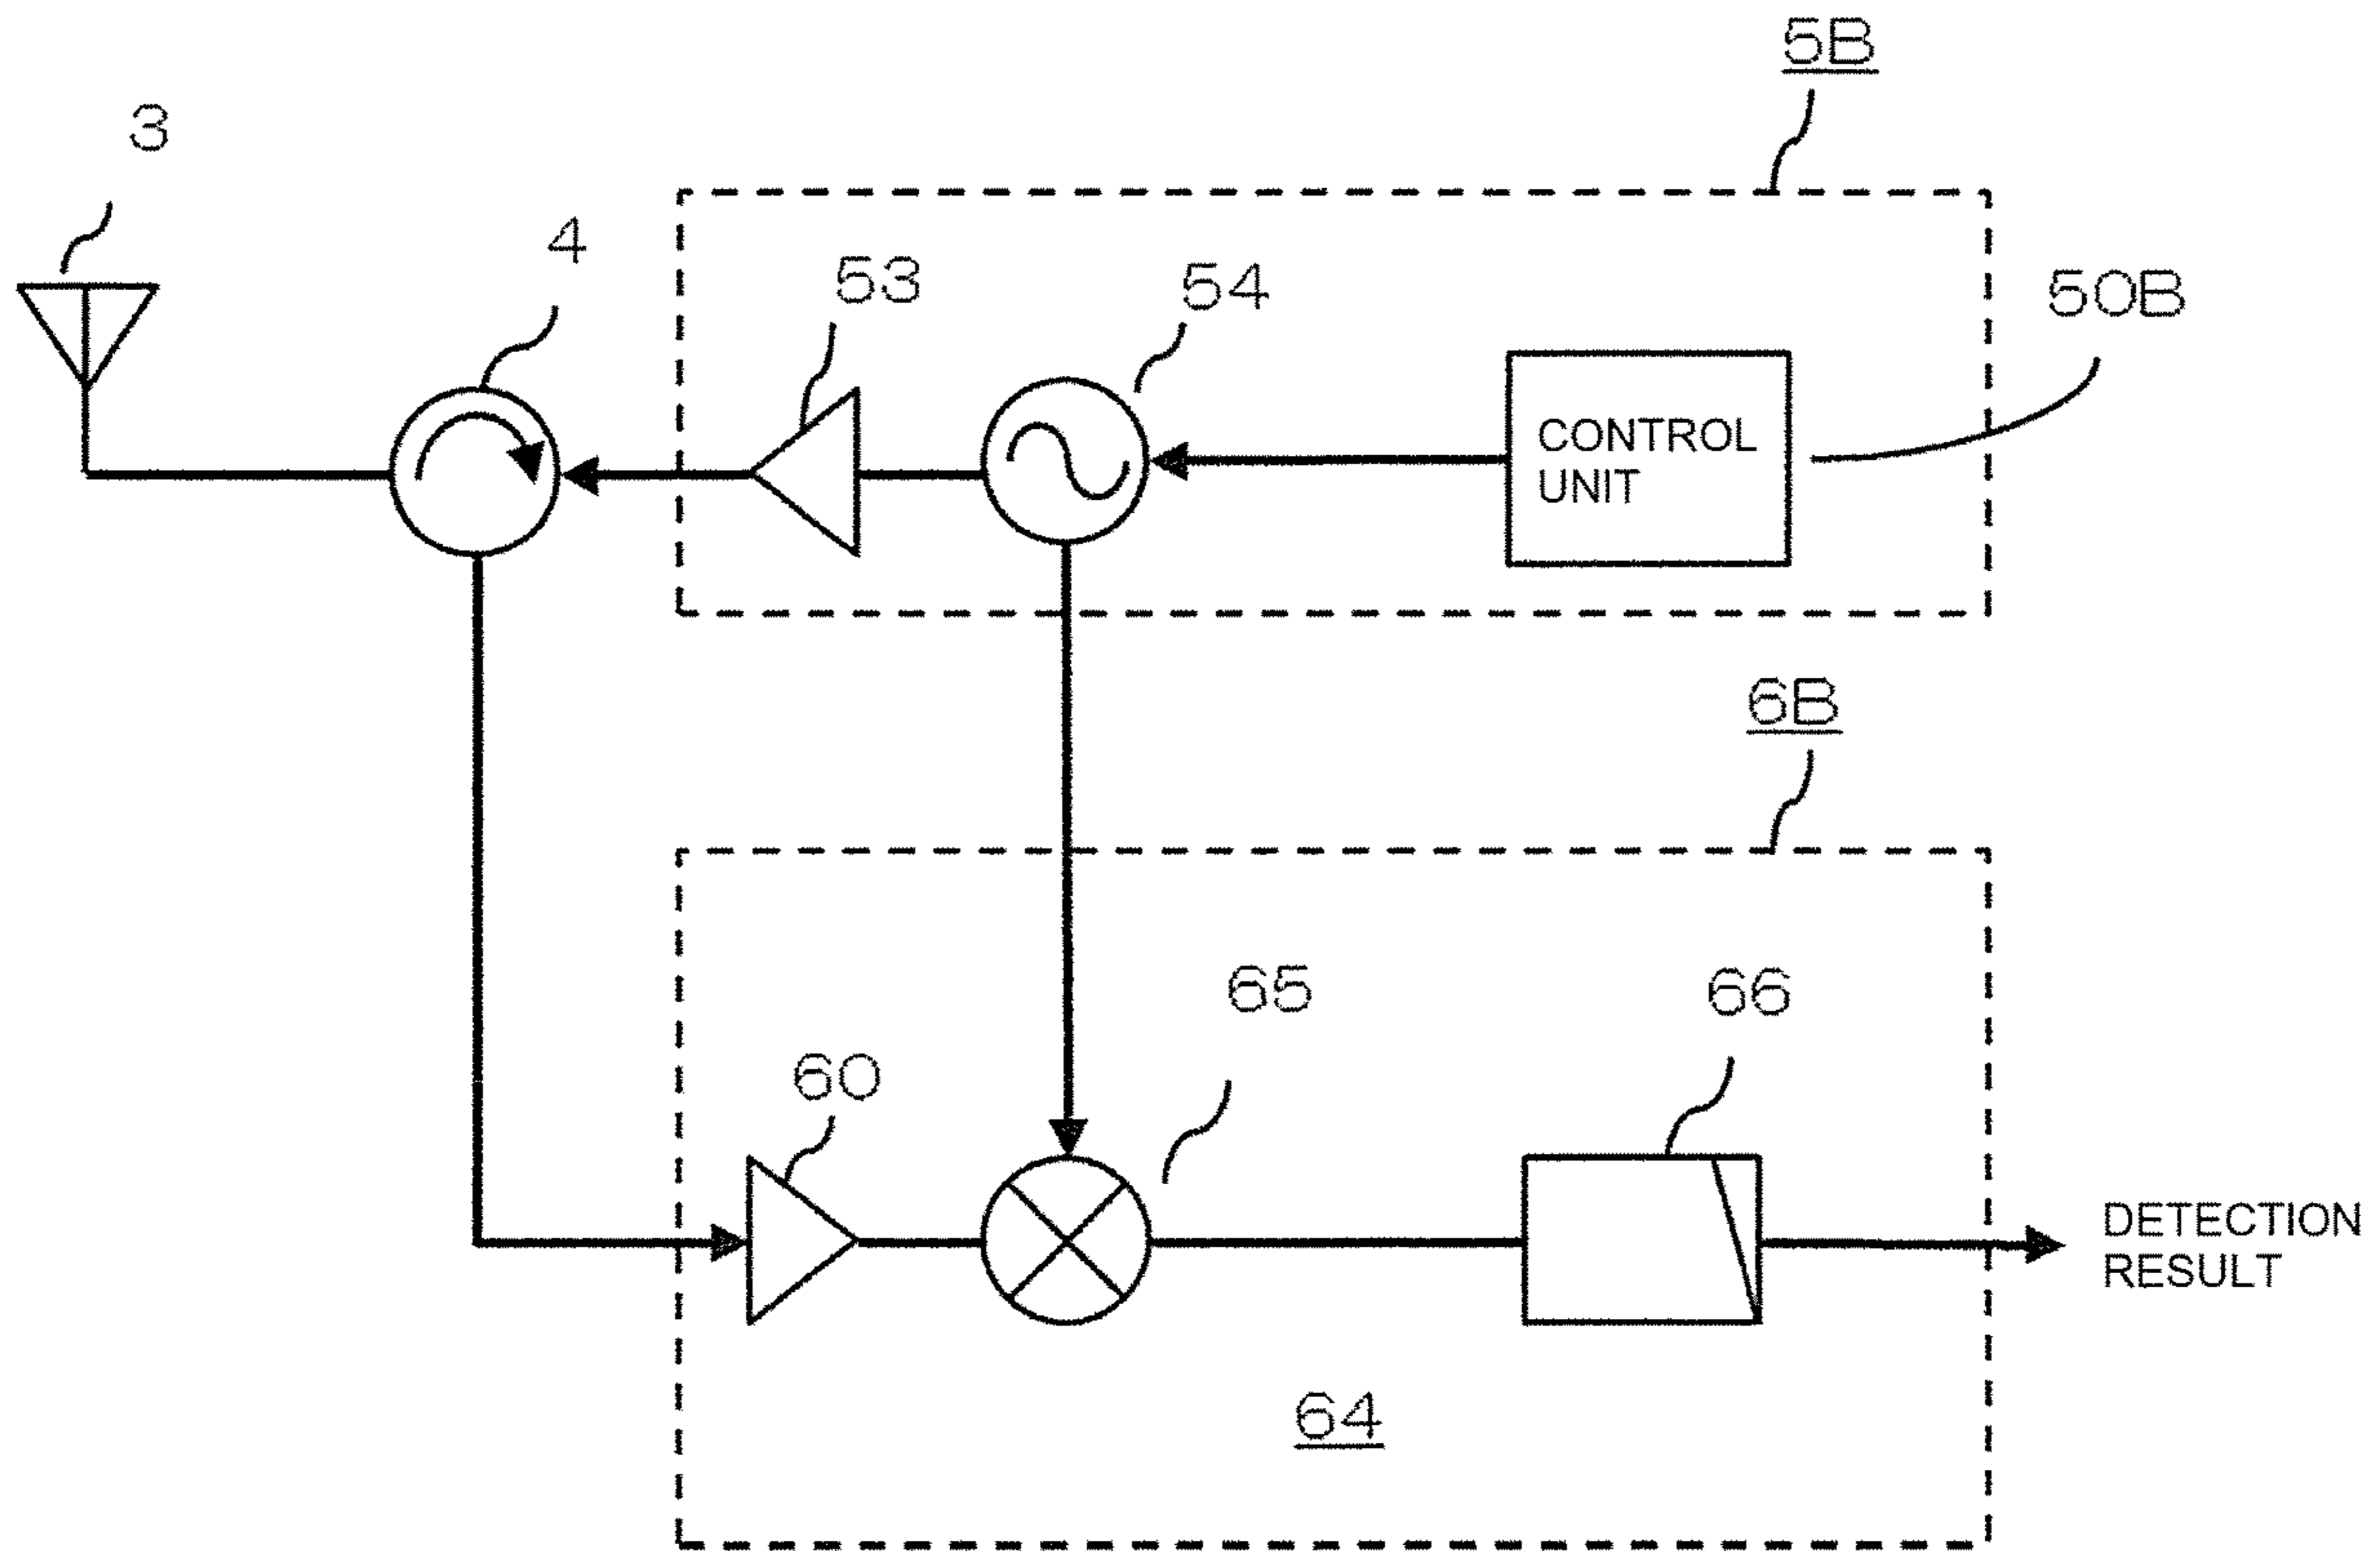 5B
3
4
53
54
50B
CONTROL
UNIT
6B
65
66
60
DETECTION
RESULT
64